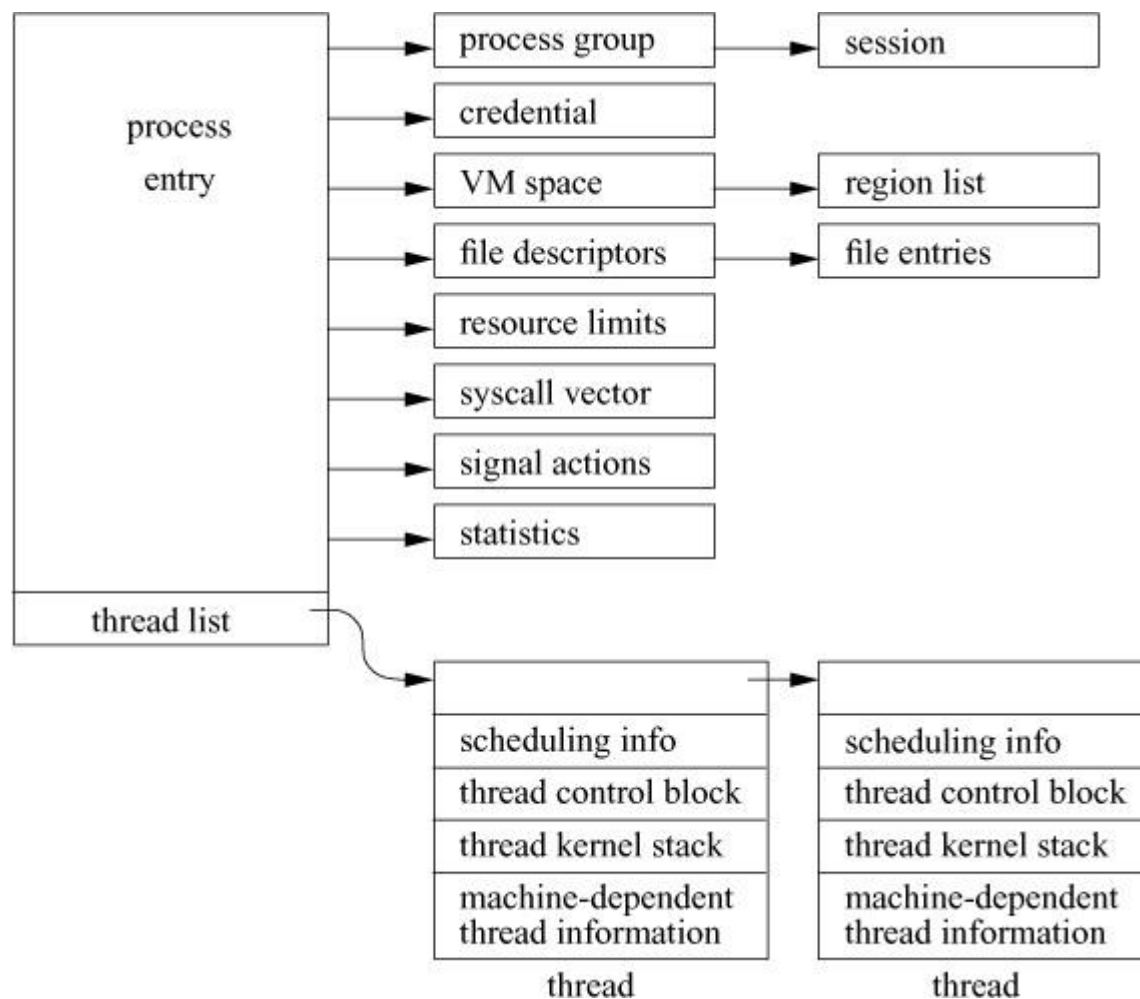 process
entry
process group
session
credential
VM space
region list
file descriptors
file entries
resource limits
syscall vector
signal actions
statistics
thread list
scheduling info
thread control block
thread kernel stack
machine-dependent
thread information
thread
scheduling info
thread control block
thread kernel stack
machine-dependent
thread information
thread